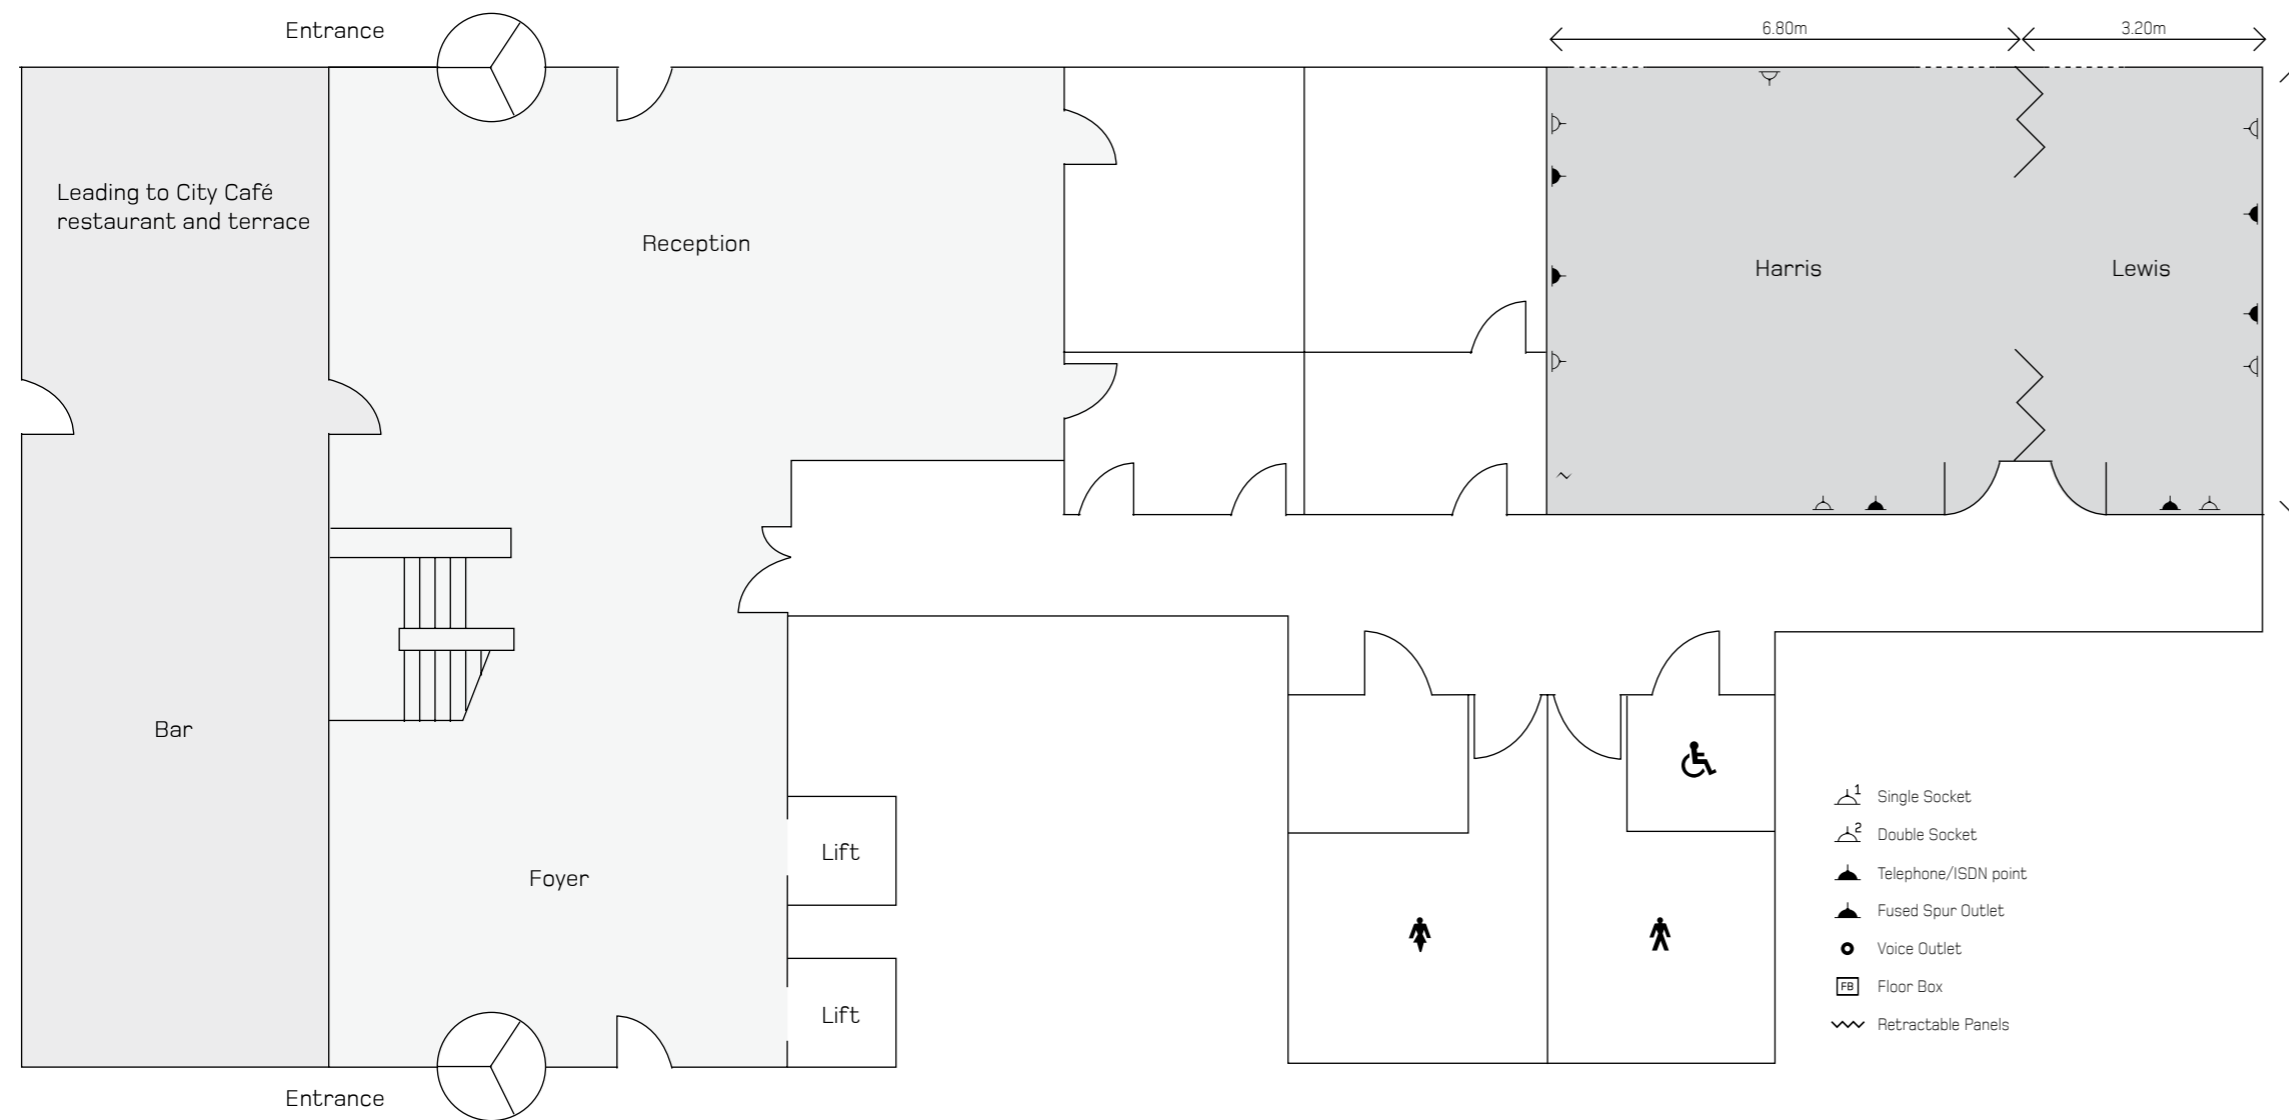 Entrance
6.80m
3.20m
Leading to City Café
restaurant and terrace
Reception
Harris
Lewis
Bar
Foyer
Lift
Lift
Entrance
1 Single Socket
2 Double Socket
Telephone/ISDN point
Fused Spur Outlet
Voice Outlet
FB Floor Box
Retractable Panels